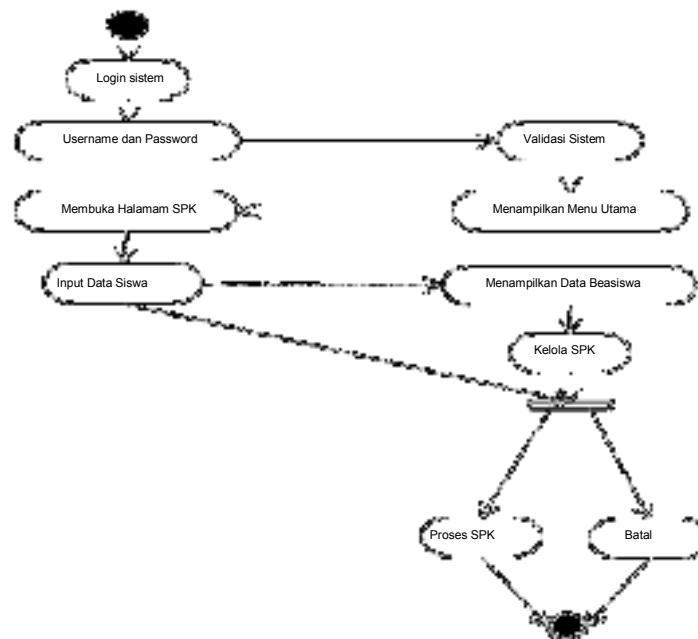 Login sistem
Username dan Password
Validasi Sistem
Membuka Halamam SPK
Menampilkan Menu Utama
Input Data Siswa
Menampilkan Data Beasiswa
Kelola SPK
Proses SPK
Batal